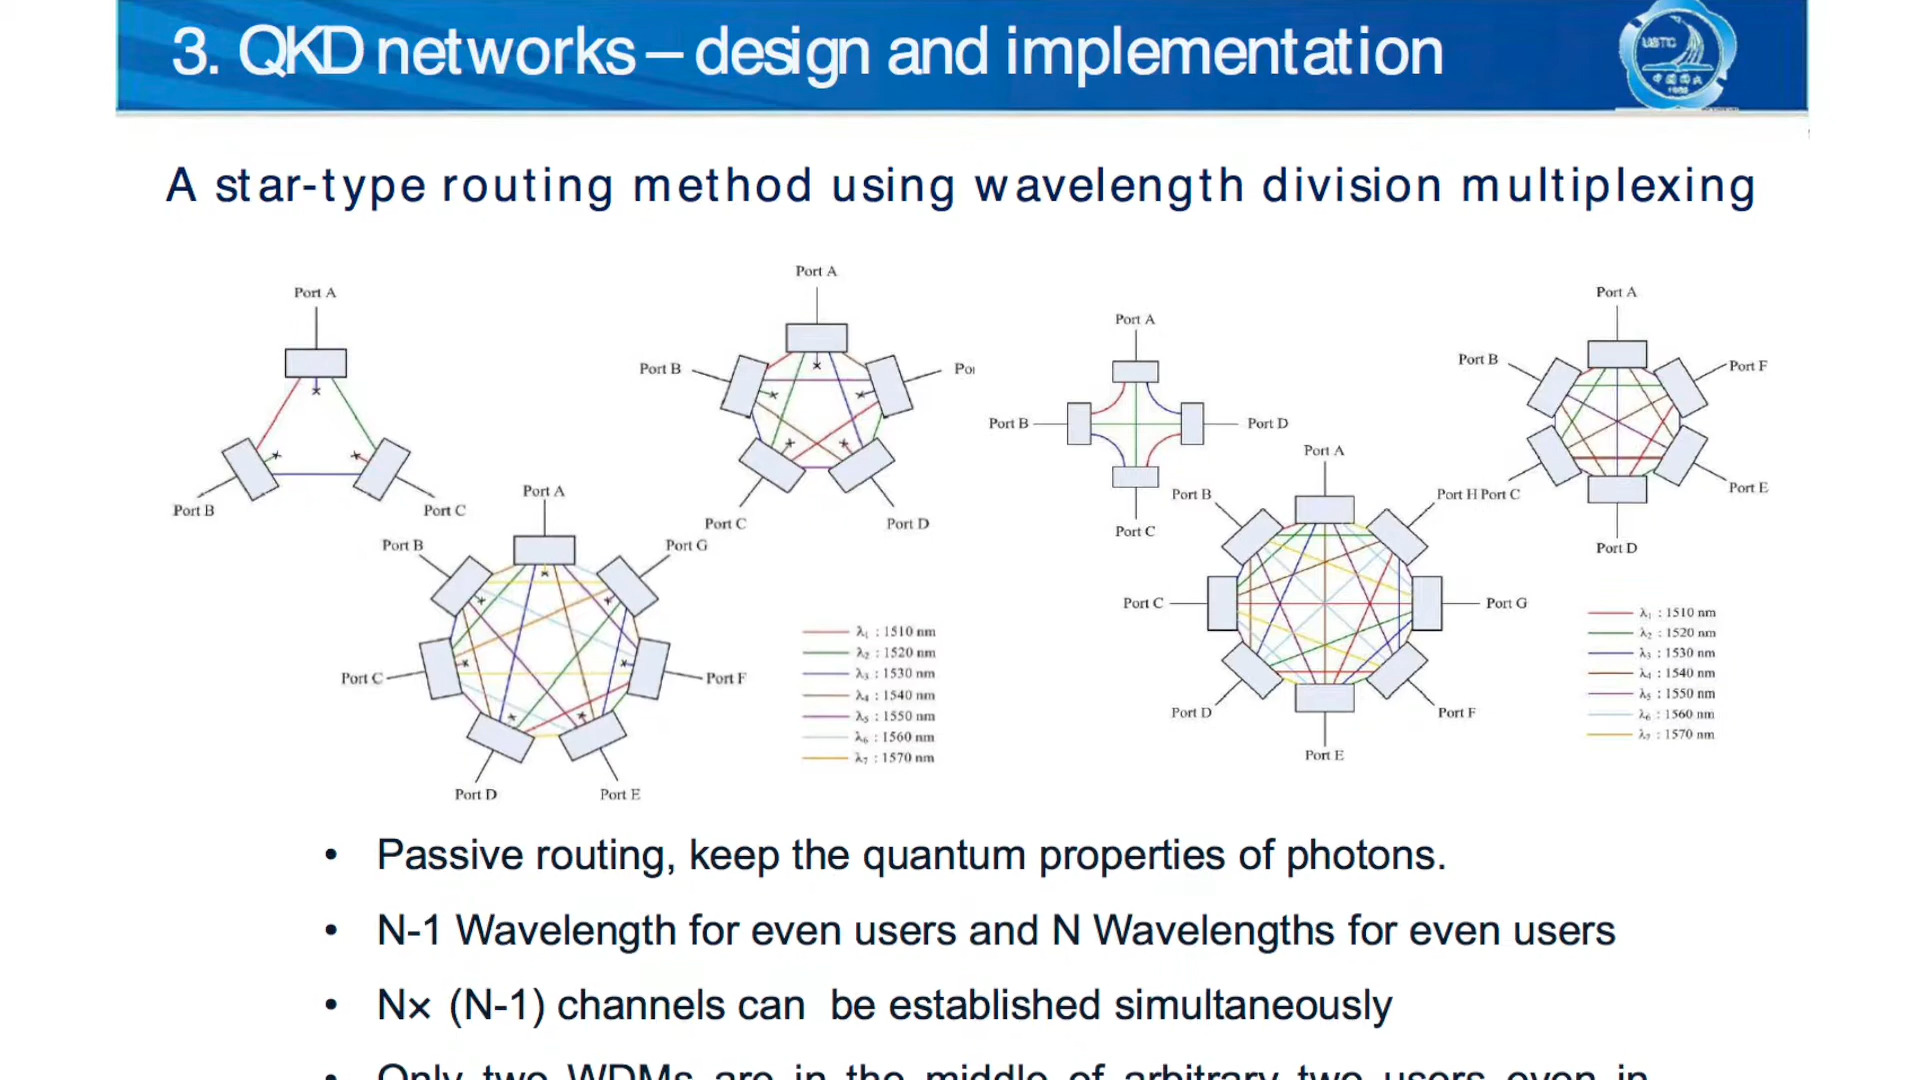 3. QKD networks – design and implementation
USTC
1958
A star-type routing method using wavelength division multiplexing
Port A
Port B
Port C
Port A
Port B
Por
Port C
Port D
Port A
Port B
Port G
Port C
Port F
Port D
Port E
λ₁ : 1510 nm
λ₂ : 1520 nm
λ₃ : 1530 nm
λ₄ : 1540 nm
λ₅ : 1550 nm
λ₆ : 1560 nm
λ₇ : 1570 nm
Port A
Port B
Port D
Port C
Port A
Port B
Port H
Port C
Port G
Port D
Port F
Port E
Port A
Port B
Port F
Port C
Port E
Port D
λ₁ : 1510 nm
λ₂ : 1520 nm
λ₃ : 1530 nm
λ₄ : 1540 nm
λ₅ : 1550 nm
λ₆ : 1560 nm
λ₇ : 1570 nm
• Passive routing, keep the quantum properties of photons.
• N-1 Wavelength for even users and N Wavelengths for even users
• N× (N-1) channels can be established simultaneously
• Only two WDMs are in the middle of arbitrary two users even in